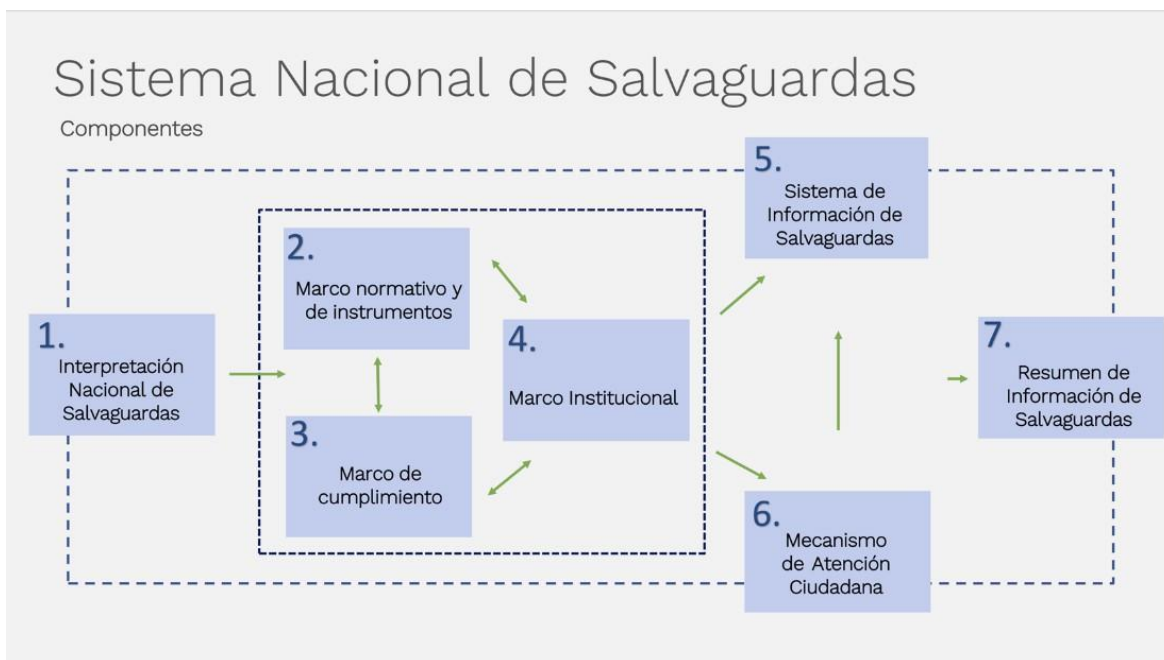 Sistema Nacional de Salvaguardas
Componentes
1.
Interpretación
Nacional de
Salvaguardas
2.
Marco normativo y
de instrumentos
3.
Marco de
cumplimiento
4.
Marco Institucional
5.
Sistema de
Información de
Salvaguardas
6.
Mecanismo
de Atención
Ciudadana
7.
Resumen de
Información de
Salvaguardas